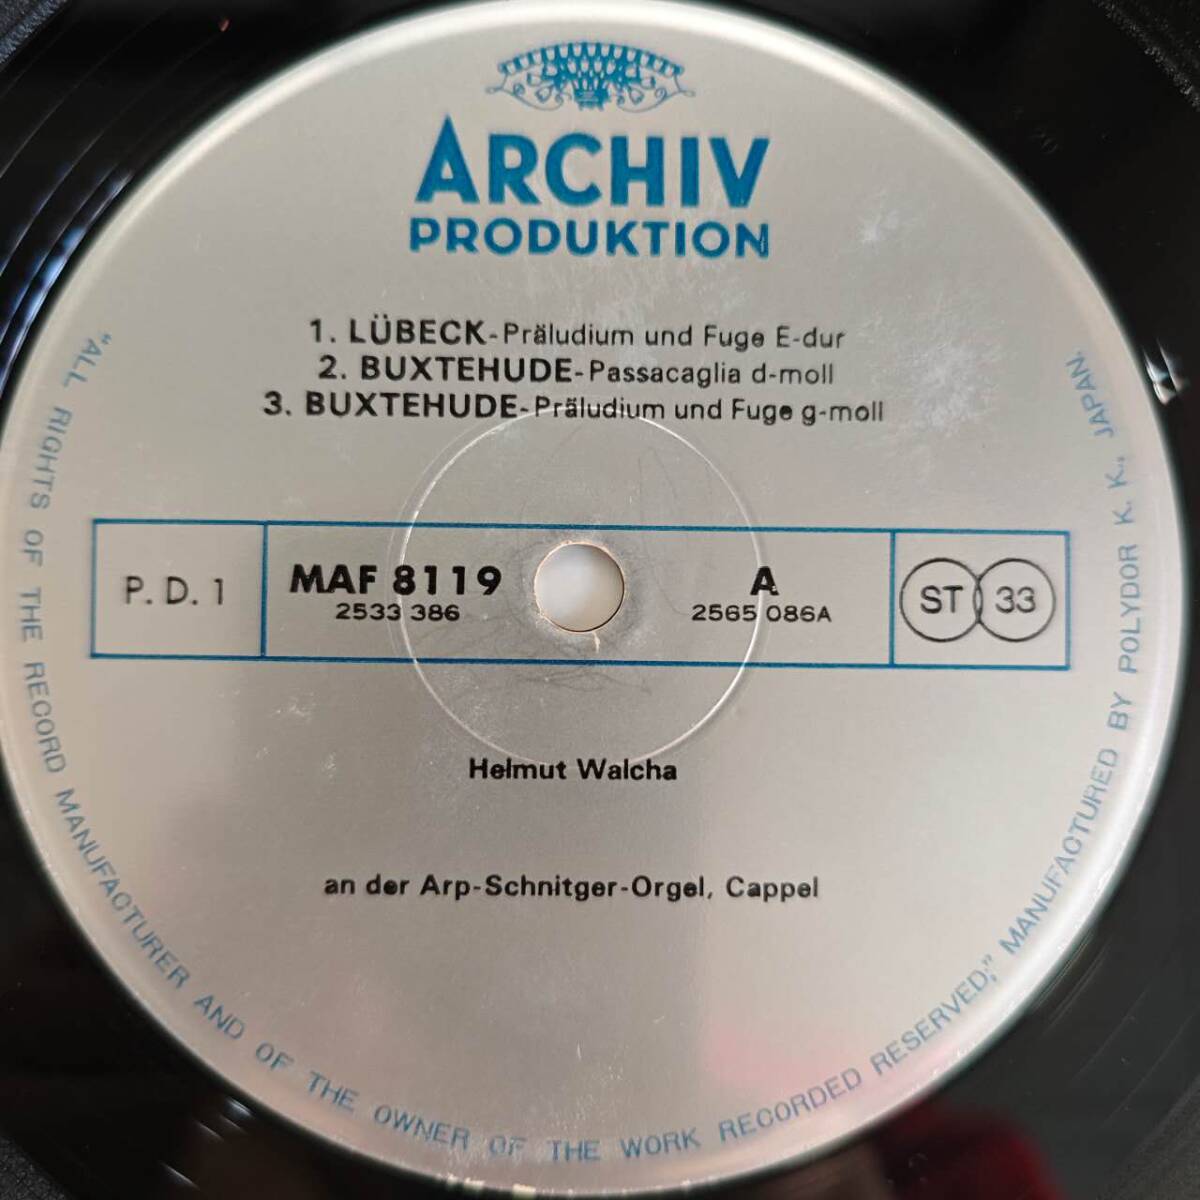 ARCHIV
PRODUKTION
1. LÜBECK-Präludium und Fuge E-dur
2. BUXTEHUDE-Passacaglia d-moll
3. BUXTEHUDE-Präludium und Fuge g-moll
P. D. 1
MAF 8119
2533 386
A
2565 086A
ST 33
Helmut Walcha
an der Arp-Schnitger-Orgel, Cappel
"ALL RIGHTS OF THE RECORD MANUFACTURER AND OF THE OWNER OF THE WORK RECORDED RESERVED;" MANUFACTURED BY POLYDOR K. K., JAPAN.